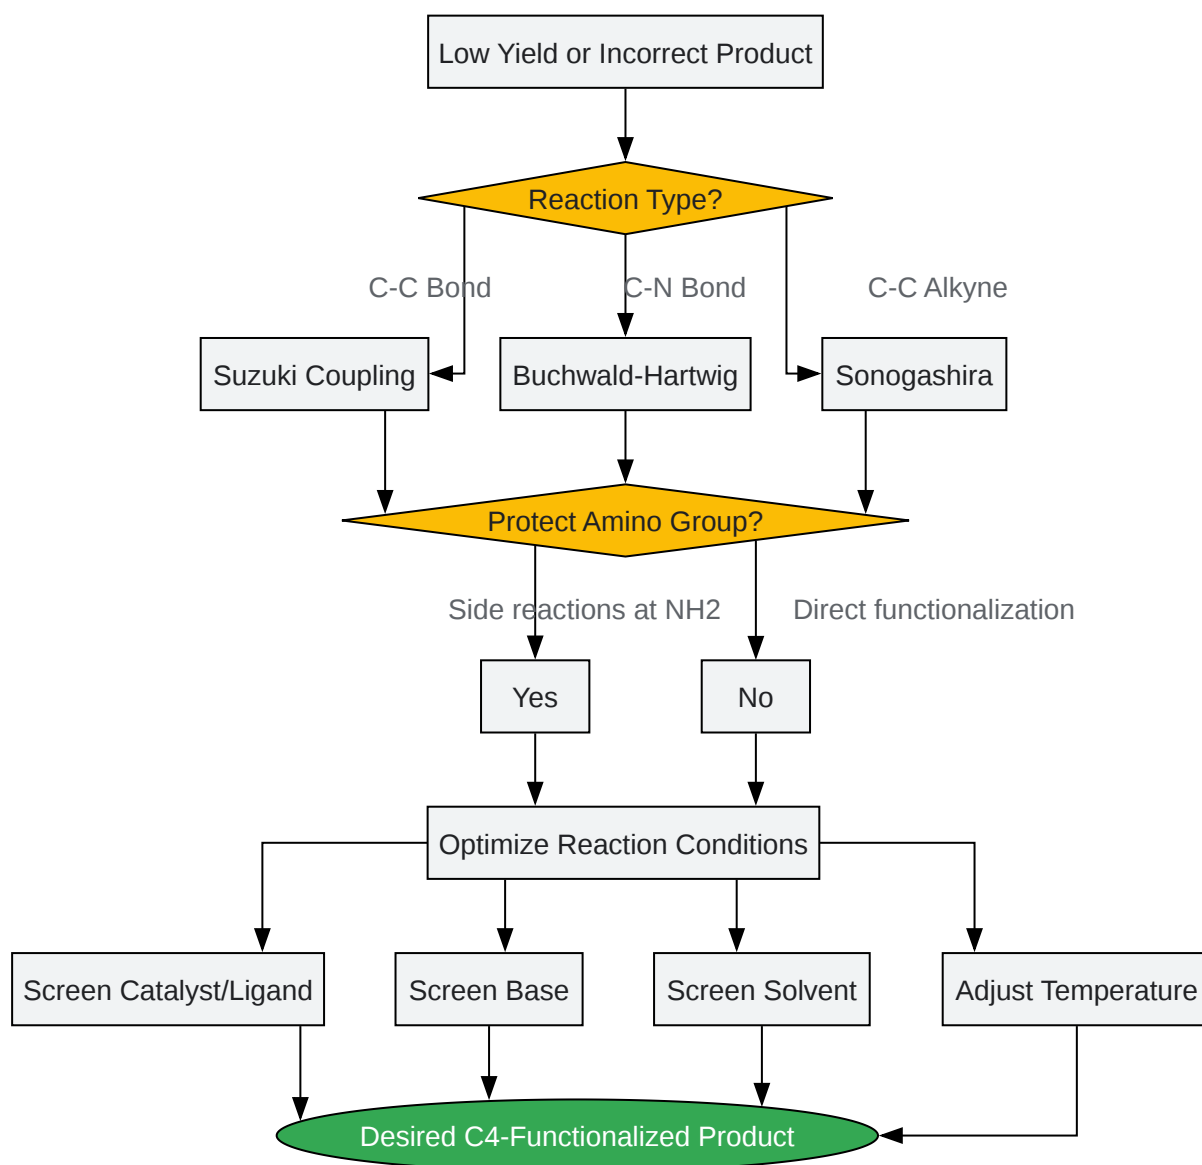 Low Yield or Incorrect Product
Reaction Type?
C-C Bond
C-N Bond
C-C Alkyne
Suzuki Coupling
Buchwald-Hartwig
Sonogashira
Protect Amino Group?
Side reactions at NH2
Direct functionalization
Yes
No
Optimize Reaction Conditions
Screen Catalyst/Ligand
Screen Base
Screen Solvent
Adjust Temperature
Desired C4-Functionalized Product